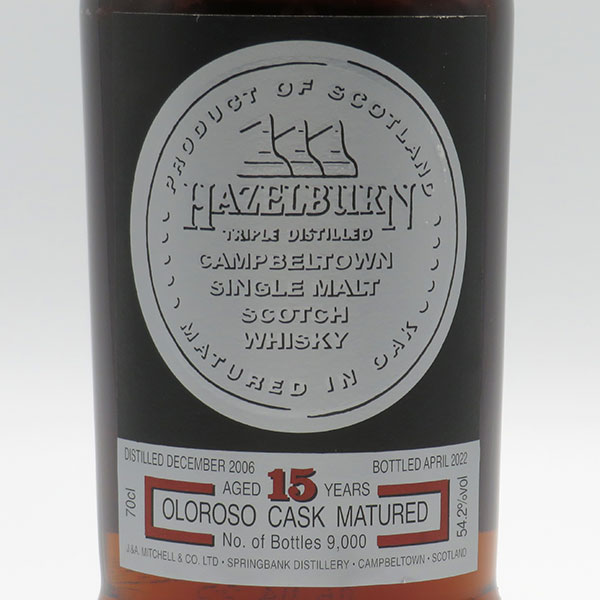 PRODUCT OF SCOTLAND
HAZELBURN
TRIPLE DISTILLED
CAMPBELTOWN
SINGLE MALT
SCOTCH
WHISKY
MATURED IN OAK
DISTILLED DECEMBER 2006
BOTTLED APRIL 2022
AGED 15 YEARS
70cl
OLOROSO CASK MATURED
54.2%vol
No. of Bottles 9,000
J.&A. MITCHELL & CO. LTD · SPRINGBANK DISTILLERY · CAMPBELTOWN · SCOTLAND